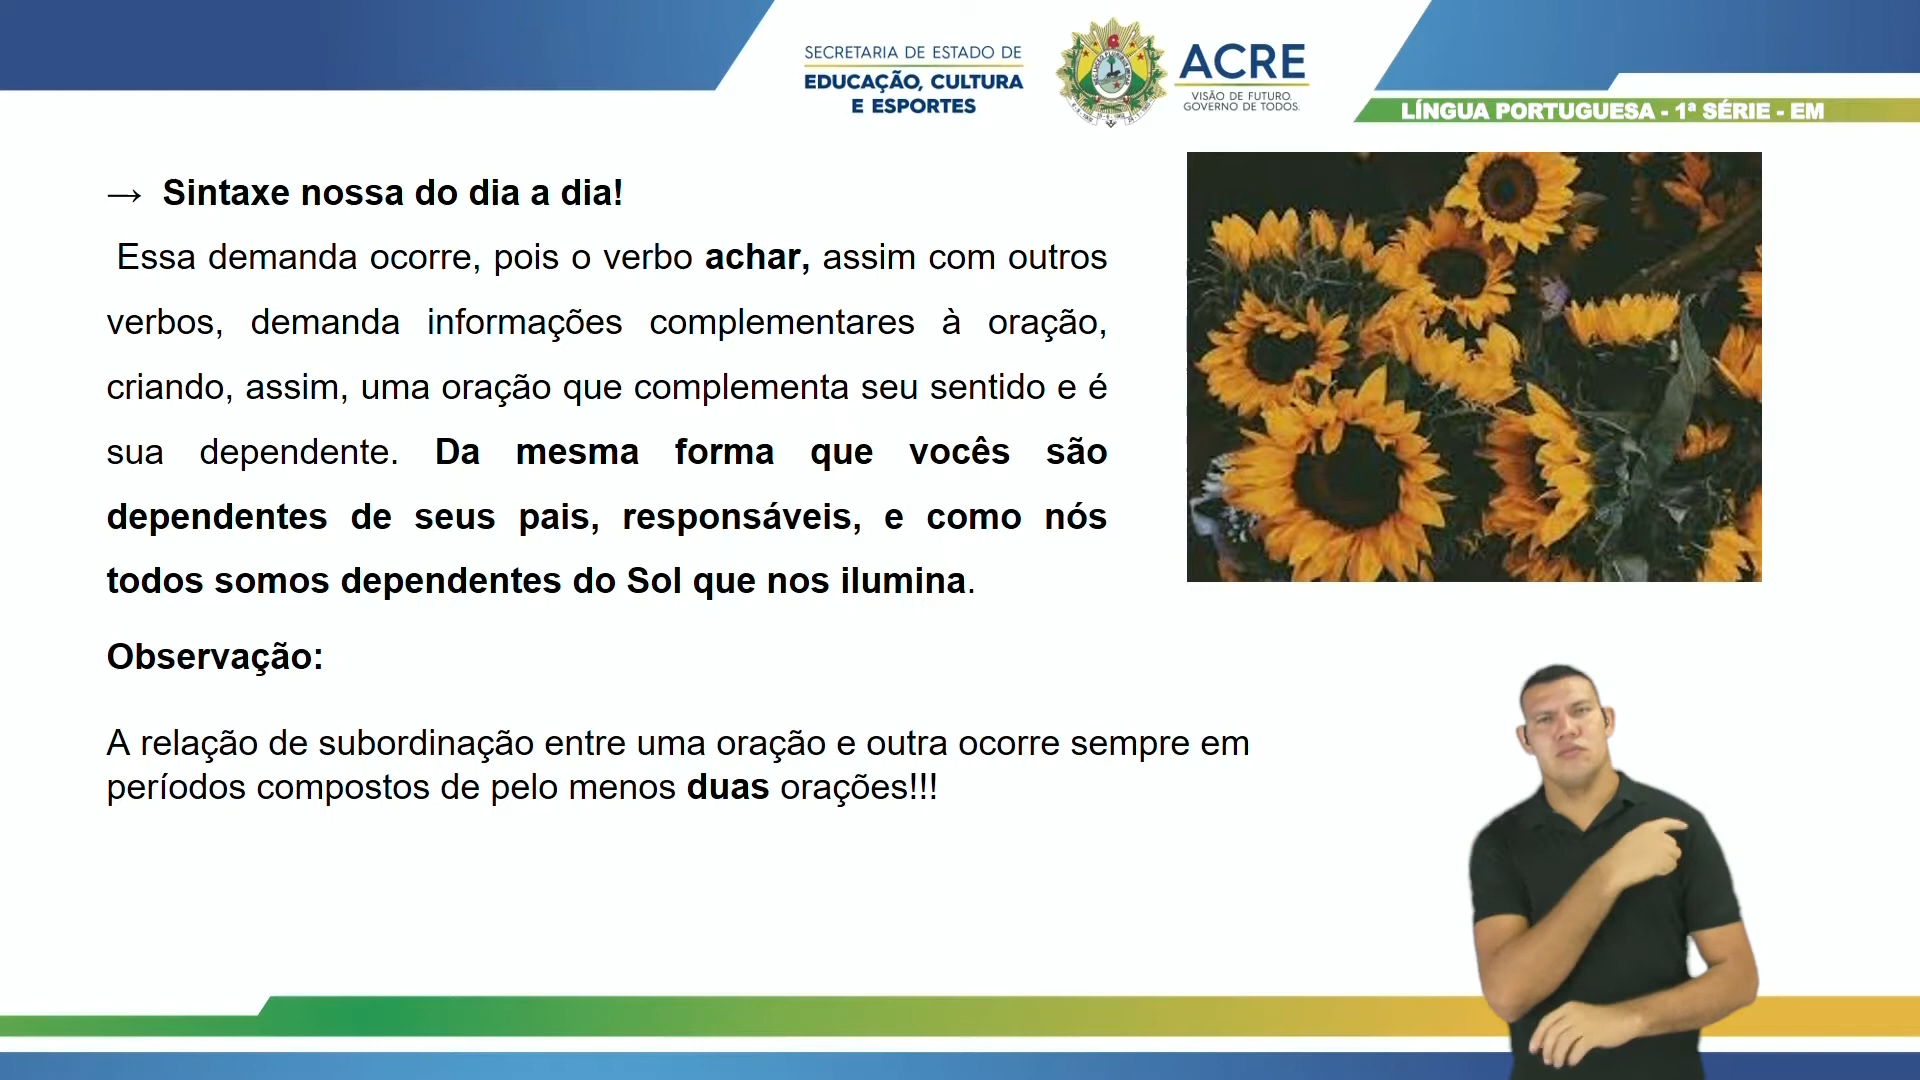 SECRETARIA DE ESTADO DE
EDUCAÇÃO, CULTURA
E ESPORTES
ACRE
VISÃO DE FUTURO.
GOVERNO DE TODOS.
LÍNGUA PORTUGUESA - 1ª SÉRIE - EM
→ Sintaxe nossa do dia a dia!
Essa demanda ocorre, pois o verbo achar, assim com outros
verbos, demanda informações complementares à oração,
criando, assim, uma oração que complementa seu sentido e é
sua dependente. Da mesma forma que vocês são
dependentes de seus pais, responsáveis, e como nós
todos somos dependentes do Sol que nos ilumina.
Observação:
A relação de subordinação entre uma oração e outra ocorre sempre em
períodos compostos de pelo menos duas orações!!!